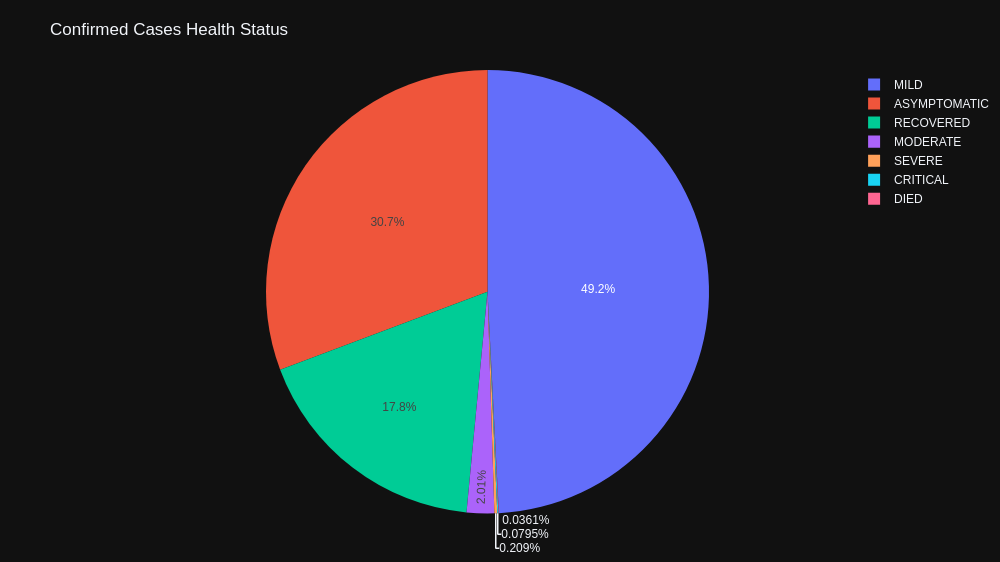 Confirmed Cases Health Status
MILD
ASYMPTOMATIC
RECOVERED
MODERATE
SEVERE
CRITICAL
DIED
30.7%
49.2%
17.8%
2.01%
0.0361%
0.0795%
0.209%